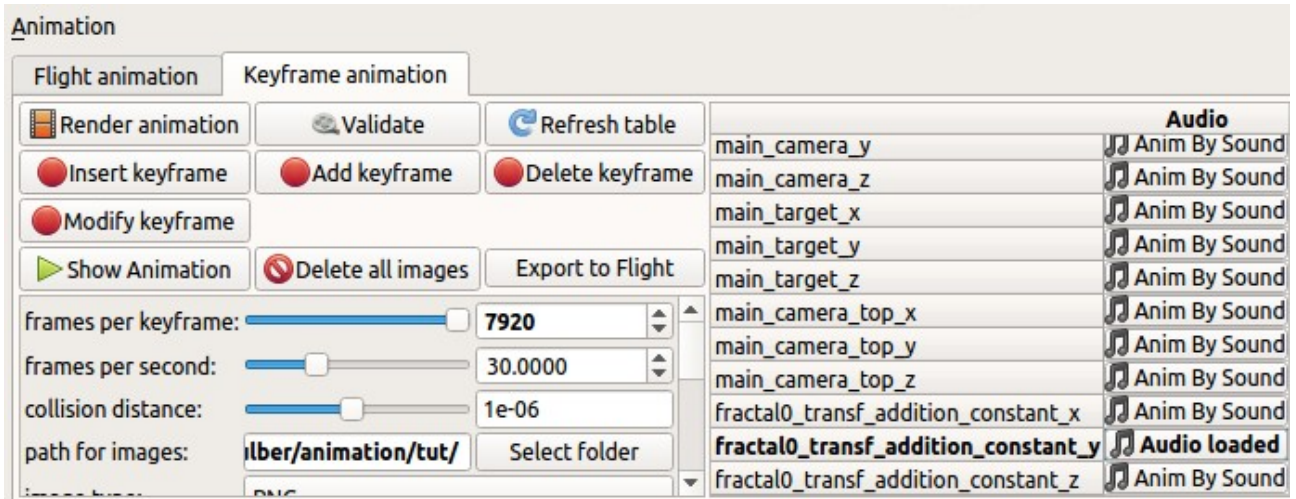 Animation
Flight animation
Keyframe animation
Render animation
Validate
Refresh table
Insert keyframe
Add keyframe
Delete keyframe
Modify keyframe
Show Animation
Delete all images
Export to Flight
frames per keyframe:
7920
frames per second:
30.0000
collision distance:
1e-06
path for images:
lber/animation/tut/
Select folder
Audio
main_camera_y
Anim By Sound
main_camera_z
Anim By Sound
main_target_x
Anim By Sound
main_target_y
Anim By Sound
main_target_z
Anim By Sound
main_camera_top_x
Anim By Sound
main_camera_top_y
Anim By Sound
main_camera_top_z
Anim By Sound
fractal0_transf_addition_constant_x
Anim By Sound
fractal0_transf_addition_constant_y
Audio loaded
fractal0_transf_addition_constant_z
Anim By Sound